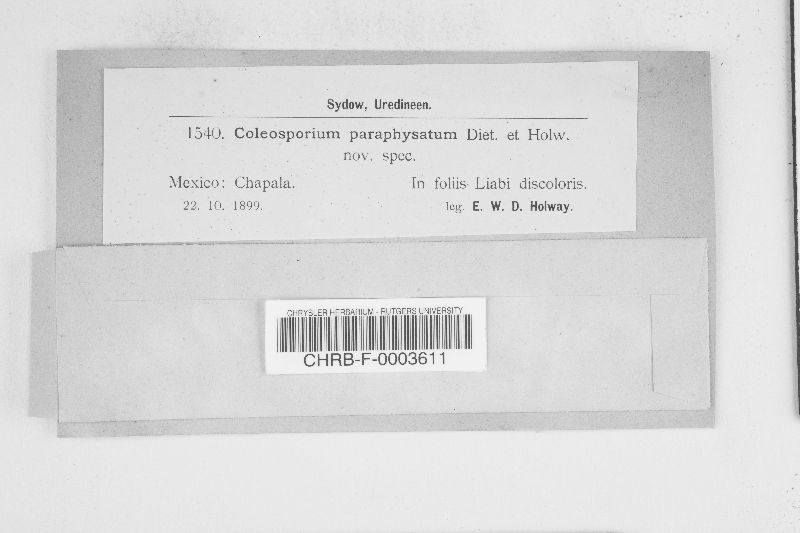 Sydow, Uredineen.
1540. Coleosporium paraphysatum Diet. et Holw.
nov. spec.
Mexico: Chapala. In foliis Liabi discoloris.
22. 10. 1899. leg. E. W. D. Holway.
CHRYSLER HERBARIUM - RUTGERS UNIVERSITY
CHRB-F-0003611